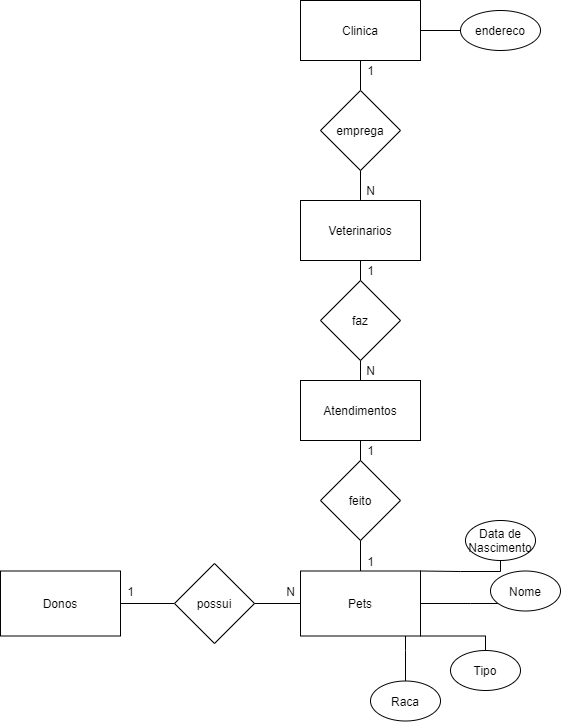 Clinica
endereco
1
emprega
N
Veterinarios
1
faz
N
Atendimentos
1
feito
Data de
Nascimento
1
Donos
1
possui
N
Pets
Nome
Tipo
Raca